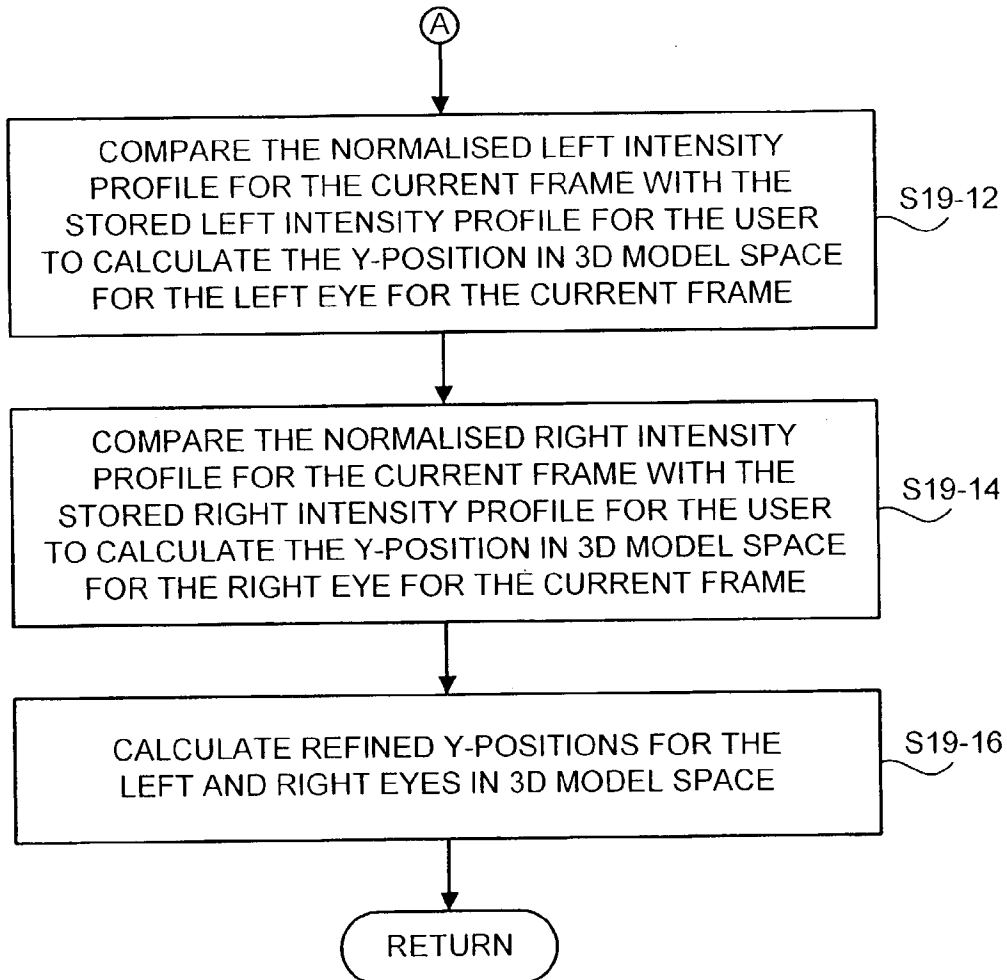 A
COMPARE THE NORMALISED LEFT INTENSITY
PROFILE FOR THE CURRENT FRAME WITH THE
STORED LEFT INTENSITY PROFILE FOR THE USER
TO CALCULATE THE Y-POSITION IN 3D MODEL SPACE
FOR THE LEFT EYE FOR THE CURRENT FRAME
S19-12
COMPARE THE NORMALISED RIGHT INTENSITY
PROFILE FOR THE CURRENT FRAME WITH THE
STORED RIGHT INTENSITY PROFILE FOR THE USER
TO CALCULATE THE Y-POSITION IN 3D MODEL SPACE
FOR THE RIGHT EYE FOR THE CURRENT FRAME
S19-14
CALCULATE REFINED Y-POSITIONS FOR THE
LEFT AND RIGHT EYES IN 3D MODEL SPACE
S19-16
RETURN